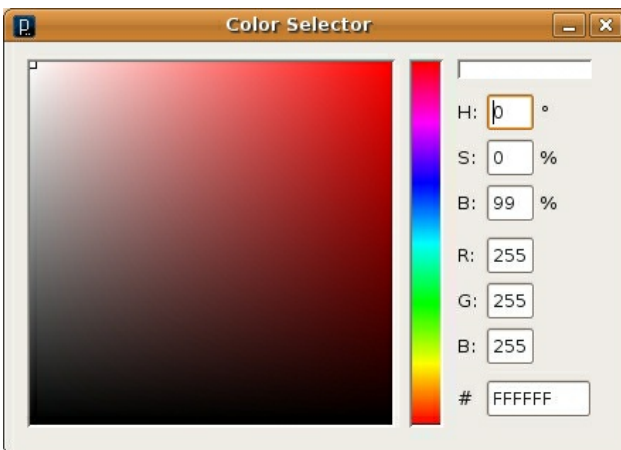 p
Color Selector
H: 0 °
S: 0 %
B: 99 %
R: 255
G: 255
B: 255
# FFFFFF